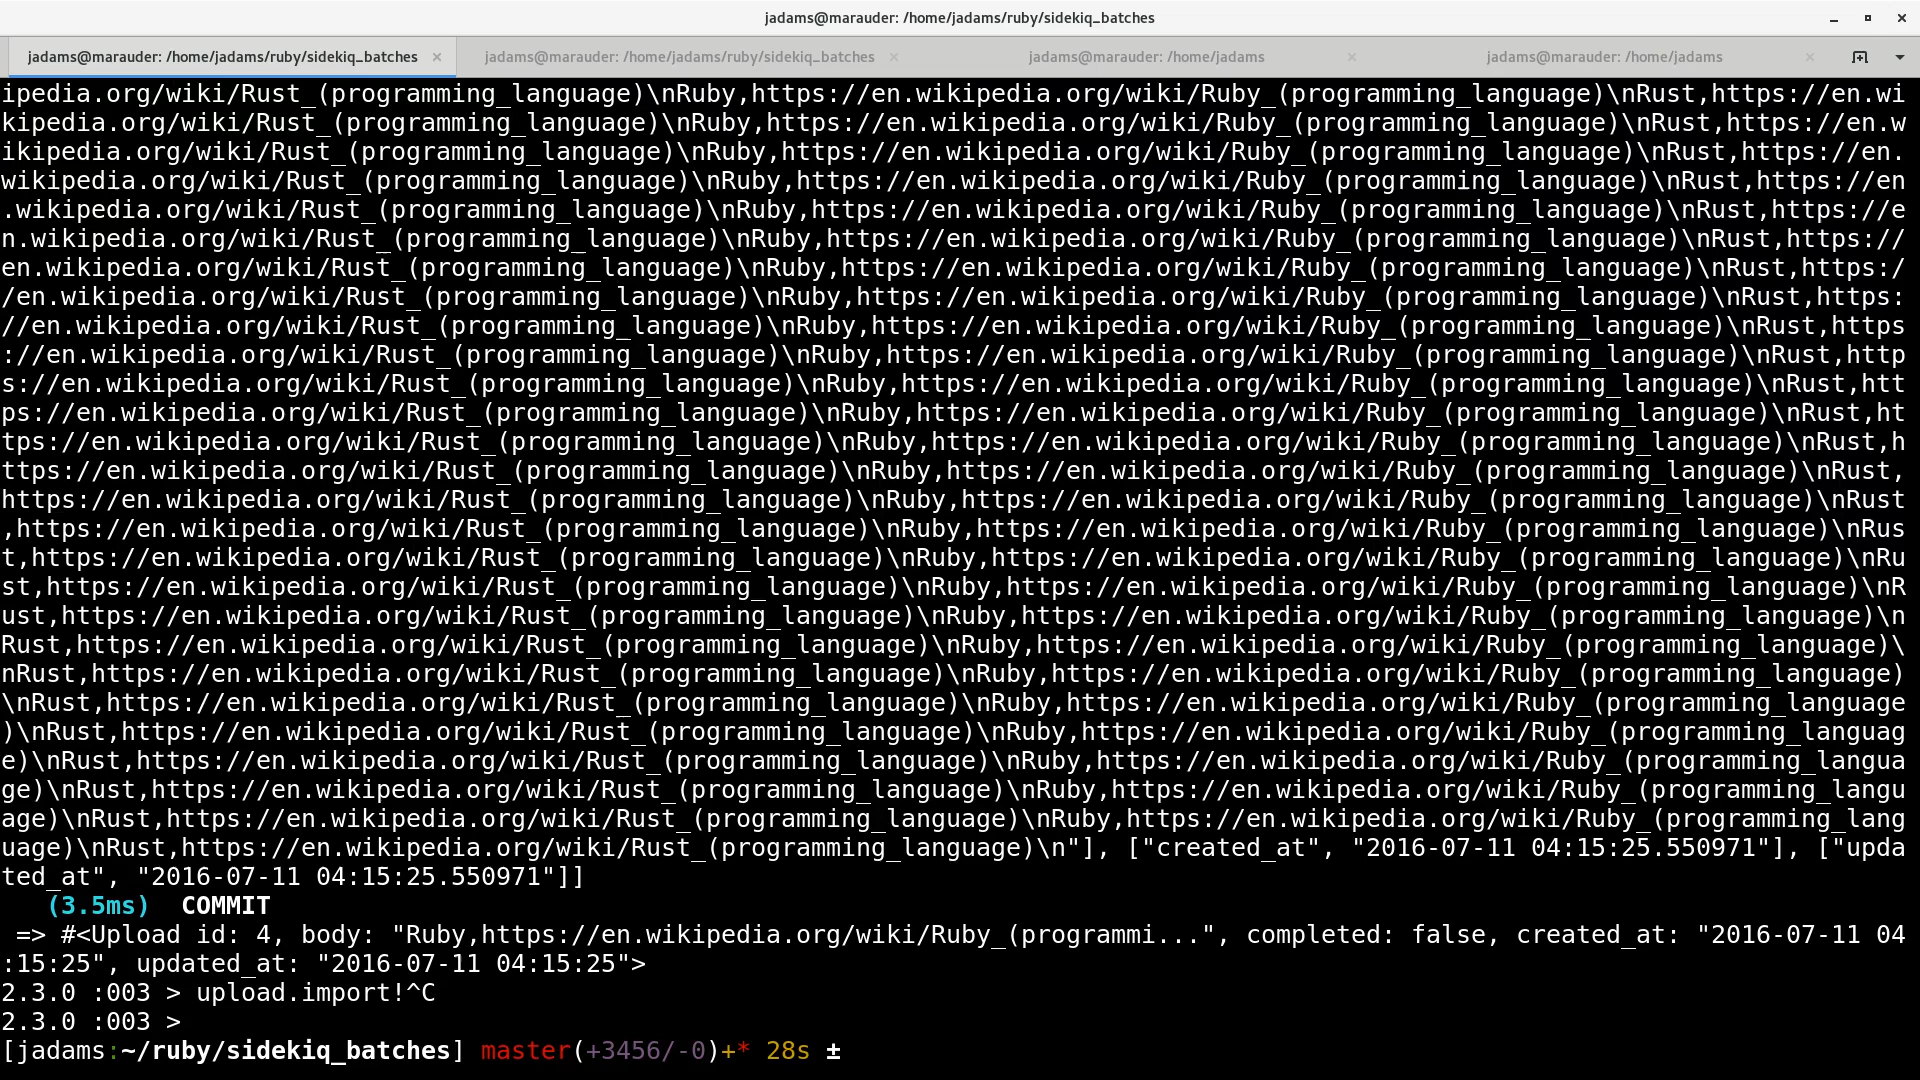 jadams@marauder: /home/jadams/ruby/sidekiq_batches
jadams@marauder: /home/jadams/ruby/sidekiq_batches × jadams@marauder: /home/jadams/ruby/sidekiq_batches × jadams@marauder: /home/jadams × jadams@marauder: /home/jadams ×
ipedia.org/wiki/Rust_(programming_language)\nRuby,https://en.wikipedia.org/wiki/Ruby_(programming_language)\nRust,https://en.wi
kipedia.org/wiki/Rust_(programming_language)\nRuby,https://en.wikipedia.org/wiki/Ruby_(programming_language)\nRust,https://en.w
ikipedia.org/wiki/Rust_(programming_language)\nRuby,https://en.wikipedia.org/wiki/Ruby_(programming_language)\nRust,https://en.
wikipedia.org/wiki/Rust_(programming_language)\nRuby,https://en.wikipedia.org/wiki/Ruby_(programming_language)\nRust,https://en
.wikipedia.org/wiki/Rust_(programming_language)\nRuby,https://en.wikipedia.org/wiki/Ruby_(programming_language)\nRust,https://e
n.wikipedia.org/wiki/Rust_(programming_language)\nRuby,https://en.wikipedia.org/wiki/Ruby_(programming_language)\nRust,https://
en.wikipedia.org/wiki/Rust_(programming_language)\nRuby,https://en.wikipedia.org/wiki/Ruby_(programming_language)\nRust,https:/
/en.wikipedia.org/wiki/Rust_(programming_language)\nRuby,https://en.wikipedia.org/wiki/Ruby_(programming_language)\nRust,https:
//en.wikipedia.org/wiki/Rust_(programming_language)\nRuby,https://en.wikipedia.org/wiki/Ruby_(programming_language)\nRust,https
://en.wikipedia.org/wiki/Rust_(programming_language)\nRuby,https://en.wikipedia.org/wiki/Ruby_(programming_language)\nRust,http
s://en.wikipedia.org/wiki/Rust_(programming_language)\nRuby,https://en.wikipedia.org/wiki/Ruby_(programming_language)\nRust,htt
ps://en.wikipedia.org/wiki/Rust_(programming_language)\nRuby,https://en.wikipedia.org/wiki/Ruby_(programming_language)\nRust,ht
tps://en.wikipedia.org/wiki/Rust_(programming_language)\nRuby,https://en.wikipedia.org/wiki/Ruby_(programming_language)\nRust,h
ttps://en.wikipedia.org/wiki/Rust_(programming_language)\nRuby,https://en.wikipedia.org/wiki/Ruby_(programming_language)\nRust,
https://en.wikipedia.org/wiki/Rust_(programming_language)\nRuby,https://en.wikipedia.org/wiki/Ruby_(programming_language)\nRust
,https://en.wikipedia.org/wiki/Rust_(programming_language)\nRuby,https://en.wikipedia.org/wiki/Ruby_(programming_language)\nRus
t,https://en.wikipedia.org/wiki/Rust_(programming_language)\nRuby,https://en.wikipedia.org/wiki/Ruby_(programming_language)\nRu
st,https://en.wikipedia.org/wiki/Rust_(programming_language)\nRuby,https://en.wikipedia.org/wiki/Ruby_(programming_language)\nR
ust,https://en.wikipedia.org/wiki/Rust_(programming_language)\nRuby,https://en.wikipedia.org/wiki/Ruby_(programming_language)\n
Rust,https://en.wikipedia.org/wiki/Rust_(programming_language)\nRuby,https://en.wikipedia.org/wiki/Ruby_(programming_language)\
nRust,https://en.wikipedia.org/wiki/Rust_(programming_language)\nRuby,https://en.wikipedia.org/wiki/Ruby_(programming_language)
\nRust,https://en.wikipedia.org/wiki/Rust_(programming_language)\nRuby,https://en.wikipedia.org/wiki/Ruby_(programming_language
)\nRust,https://en.wikipedia.org/wiki/Rust_(programming_language)\nRuby,https://en.wikipedia.org/wiki/Ruby_(programming_languag
e)\nRust,https://en.wikipedia.org/wiki/Rust_(programming_language)\nRuby,https://en.wikipedia.org/wiki/Ruby_(programming_langua
ge)\nRust,https://en.wikipedia.org/wiki/Rust_(programming_language)\nRuby,https://en.wikipedia.org/wiki/Ruby_(programming_langu
age)\nRust,https://en.wikipedia.org/wiki/Rust_(programming_language)\nRuby,https://en.wikipedia.org/wiki/Ruby_(programming_lang
uage)\nRust,https://en.wikipedia.org/wiki/Rust_(programming_language)\n"], ["created_at", "2016-07-11 04:15:25.550971"], ["upda
ted_at", "2016-07-11 04:15:25.550971"]]
(3.5ms) COMMIT
=> #<Upload id: 4, body: "Ruby,https://en.wikipedia.org/wiki/Ruby_(programmi...", completed: false, created_at: "2016-07-11 04
:15:25", updated_at: "2016-07-11 04:15:25">
2.3.0 :003 > upload.import!^C
2.3.0 :003 >
[jadams:~/ruby/sidekiq_batches] master(+3456/-0)+* 28s ±